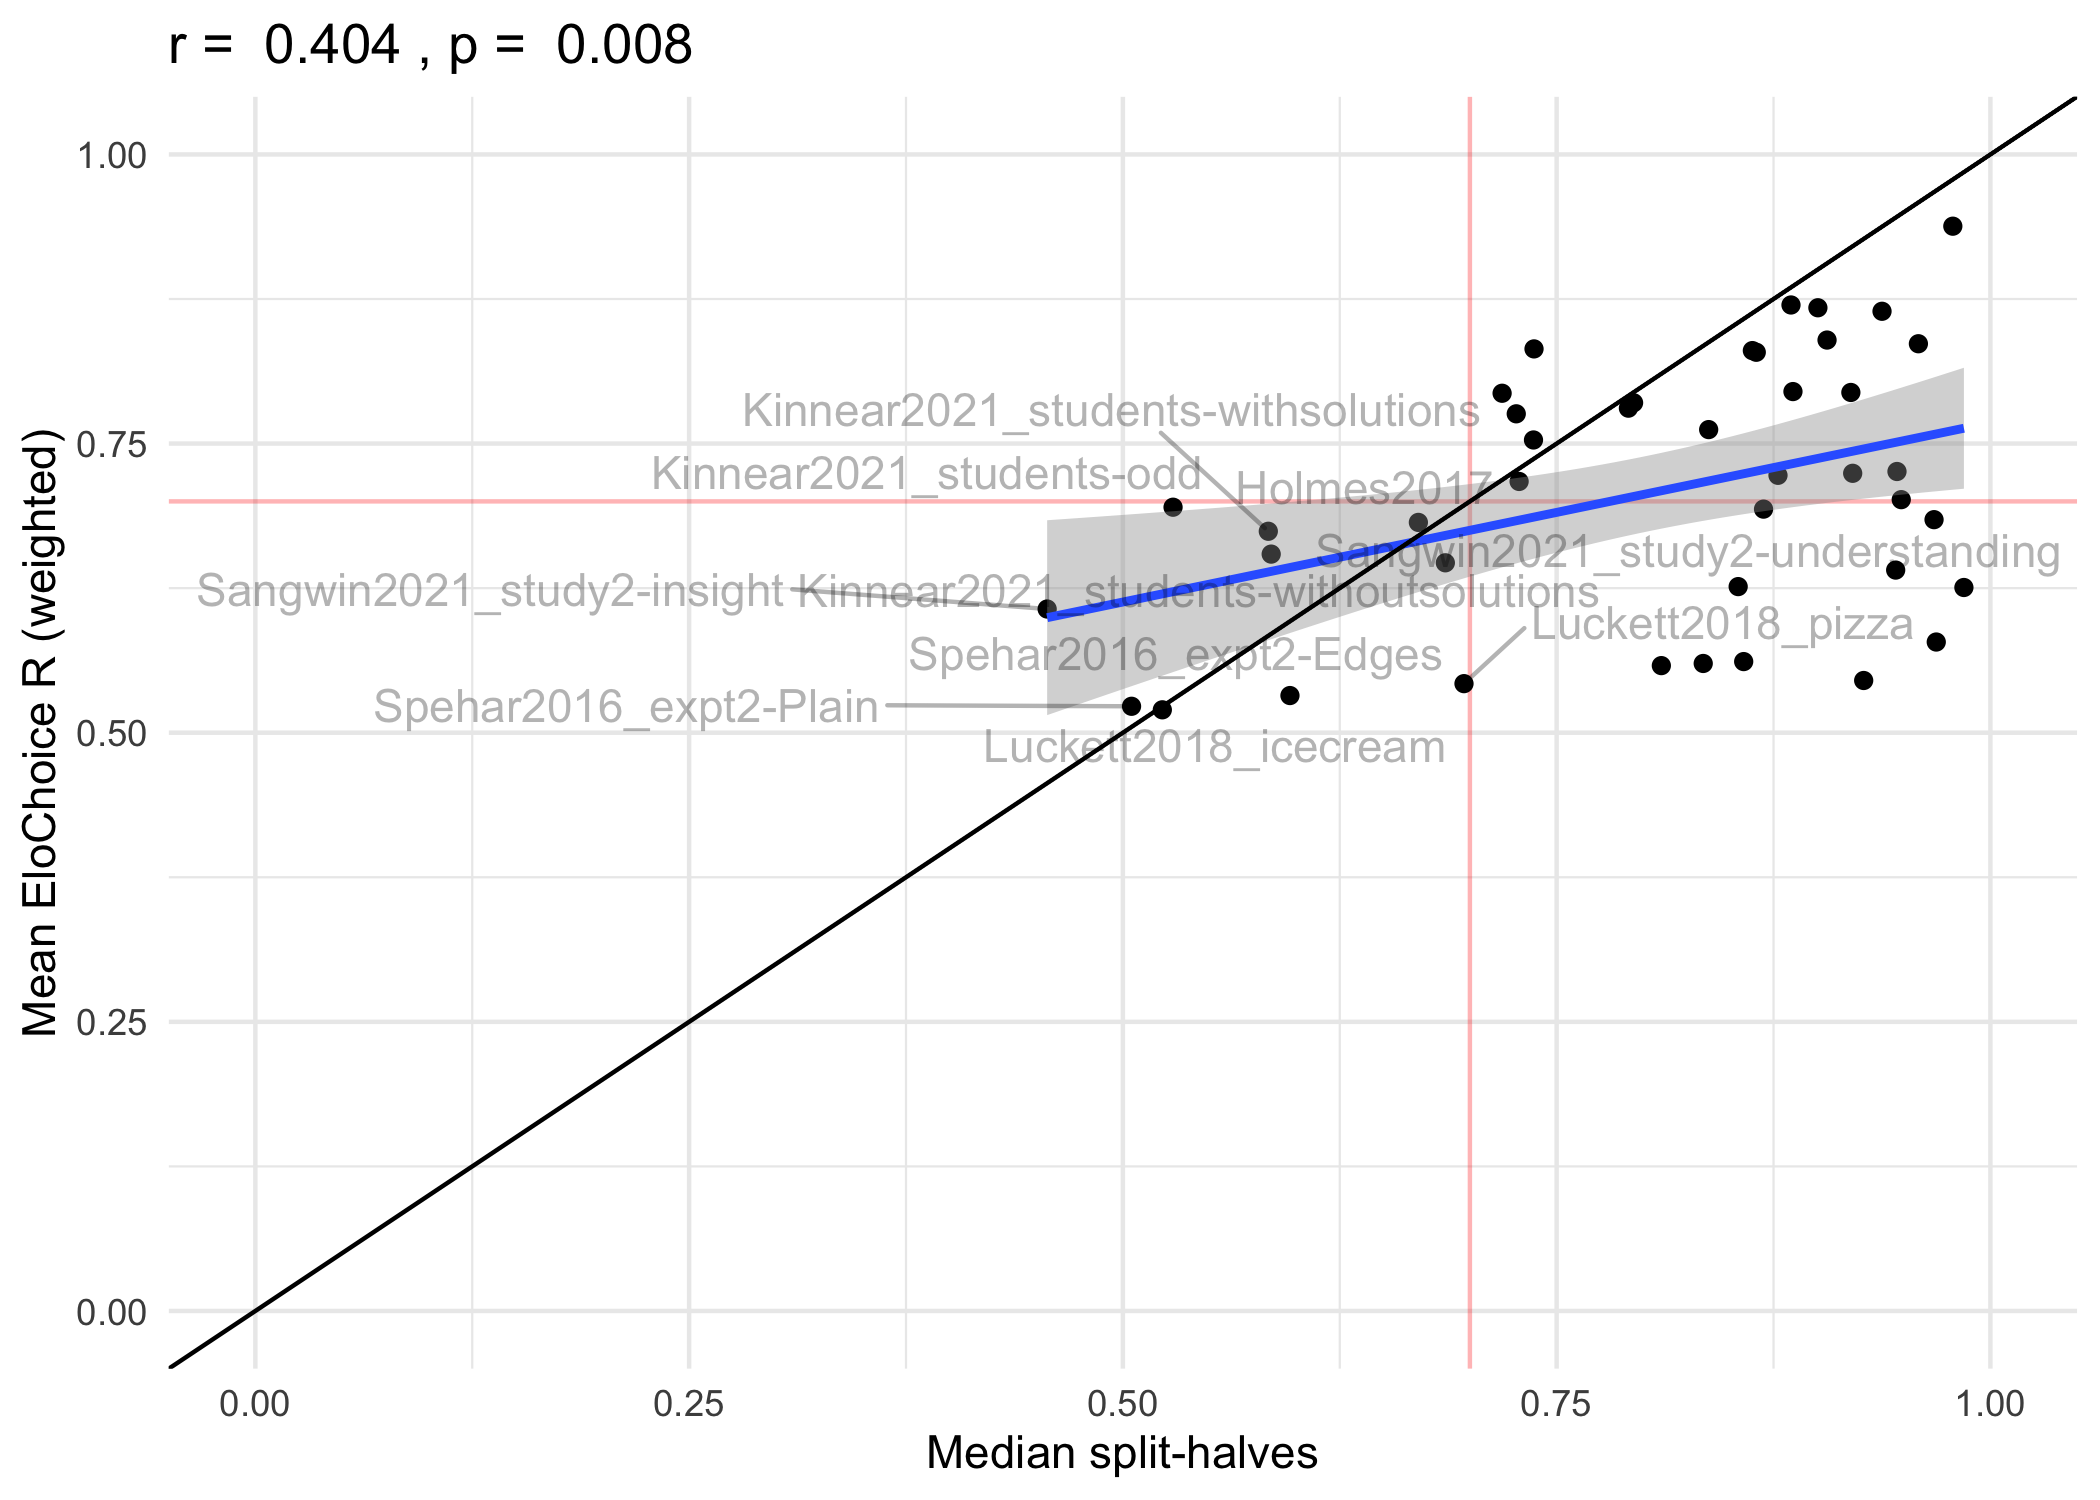 r =  0.404 , p =  0.008
Mean EloChoice R (weighted)
1.00
0.75
0.50
0.25
0.00
Kinnear2021_students-withsolutions
Kinnear2021_students-odd
Holmes2017
Sangwin2021_study2-understanding
Sangwin2021_study2-insight
Kinnear2021_students-withoutsolutions
Luckett2018_pizza
Spehar2016_expt2-Edges
Spehar2016_expt2-Plain
Luckett2018_icecream
0.00
0.25
0.50
0.75
1.00
Median split-halves